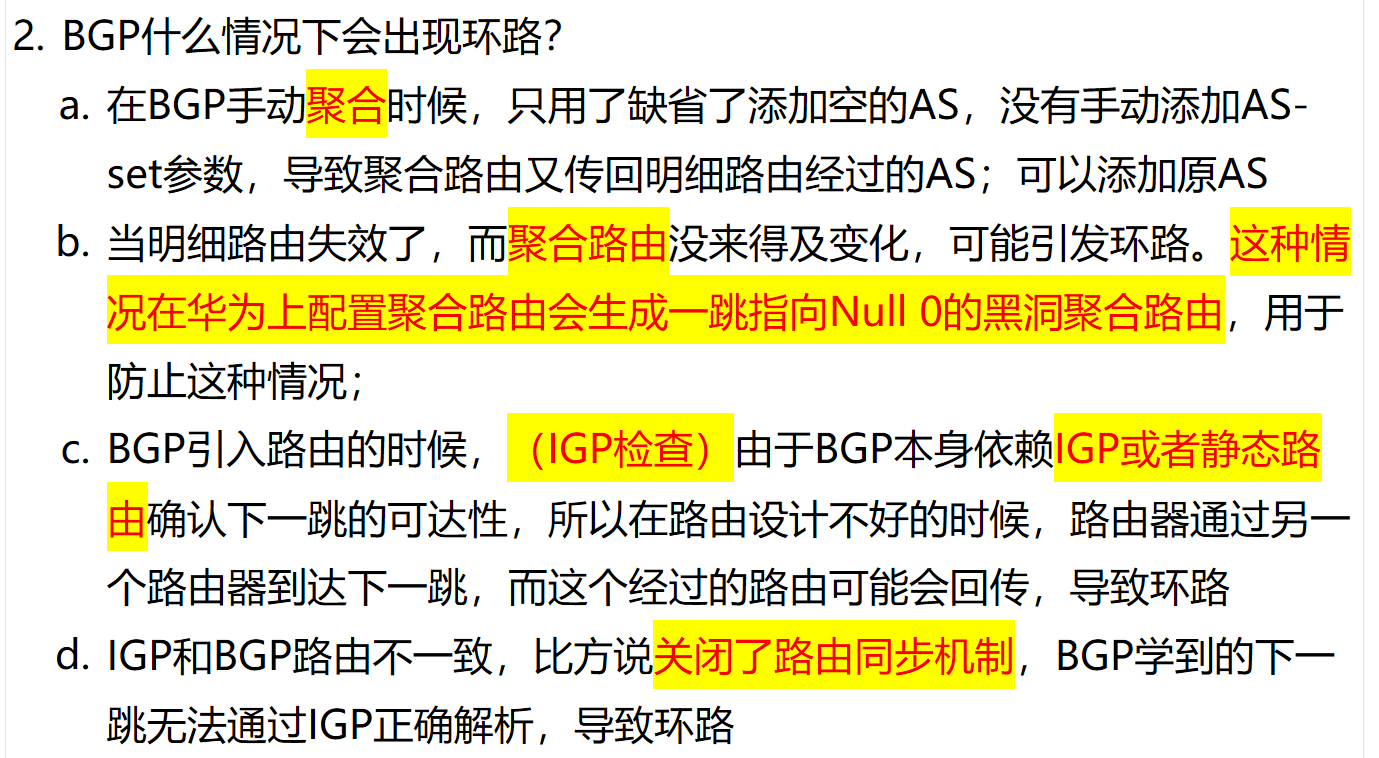 2. BGP什么情况下会出现环路？
a. 在BGP手动聚合时候，只用了缺省了添加空的AS，没有手动添加AS-
set参数，导致聚合路由又传回明细路由经过的AS；可以添加原AS
b. 当明细路由失效了，而聚合路由没来得及变化，可能引发环路。这种情
况在华为上配置聚合路由会生成一跳指向Null 0的黑洞聚合路由，用于
防止这种情况；
c. BGP引入路由的时候，（IGP检查）由于BGP本身依赖IGP或者静态路
由确认下一跳的可达性，所以在路由设计不好的时候，路由器通过另一
个路由器到达下一跳，而这个经过的路由可能会回传，导致环路
d. IGP和BGP路由不一致，比方说关闭了路由同步机制，BGP学到的下一
跳无法通过IGP正确解析，导致环路